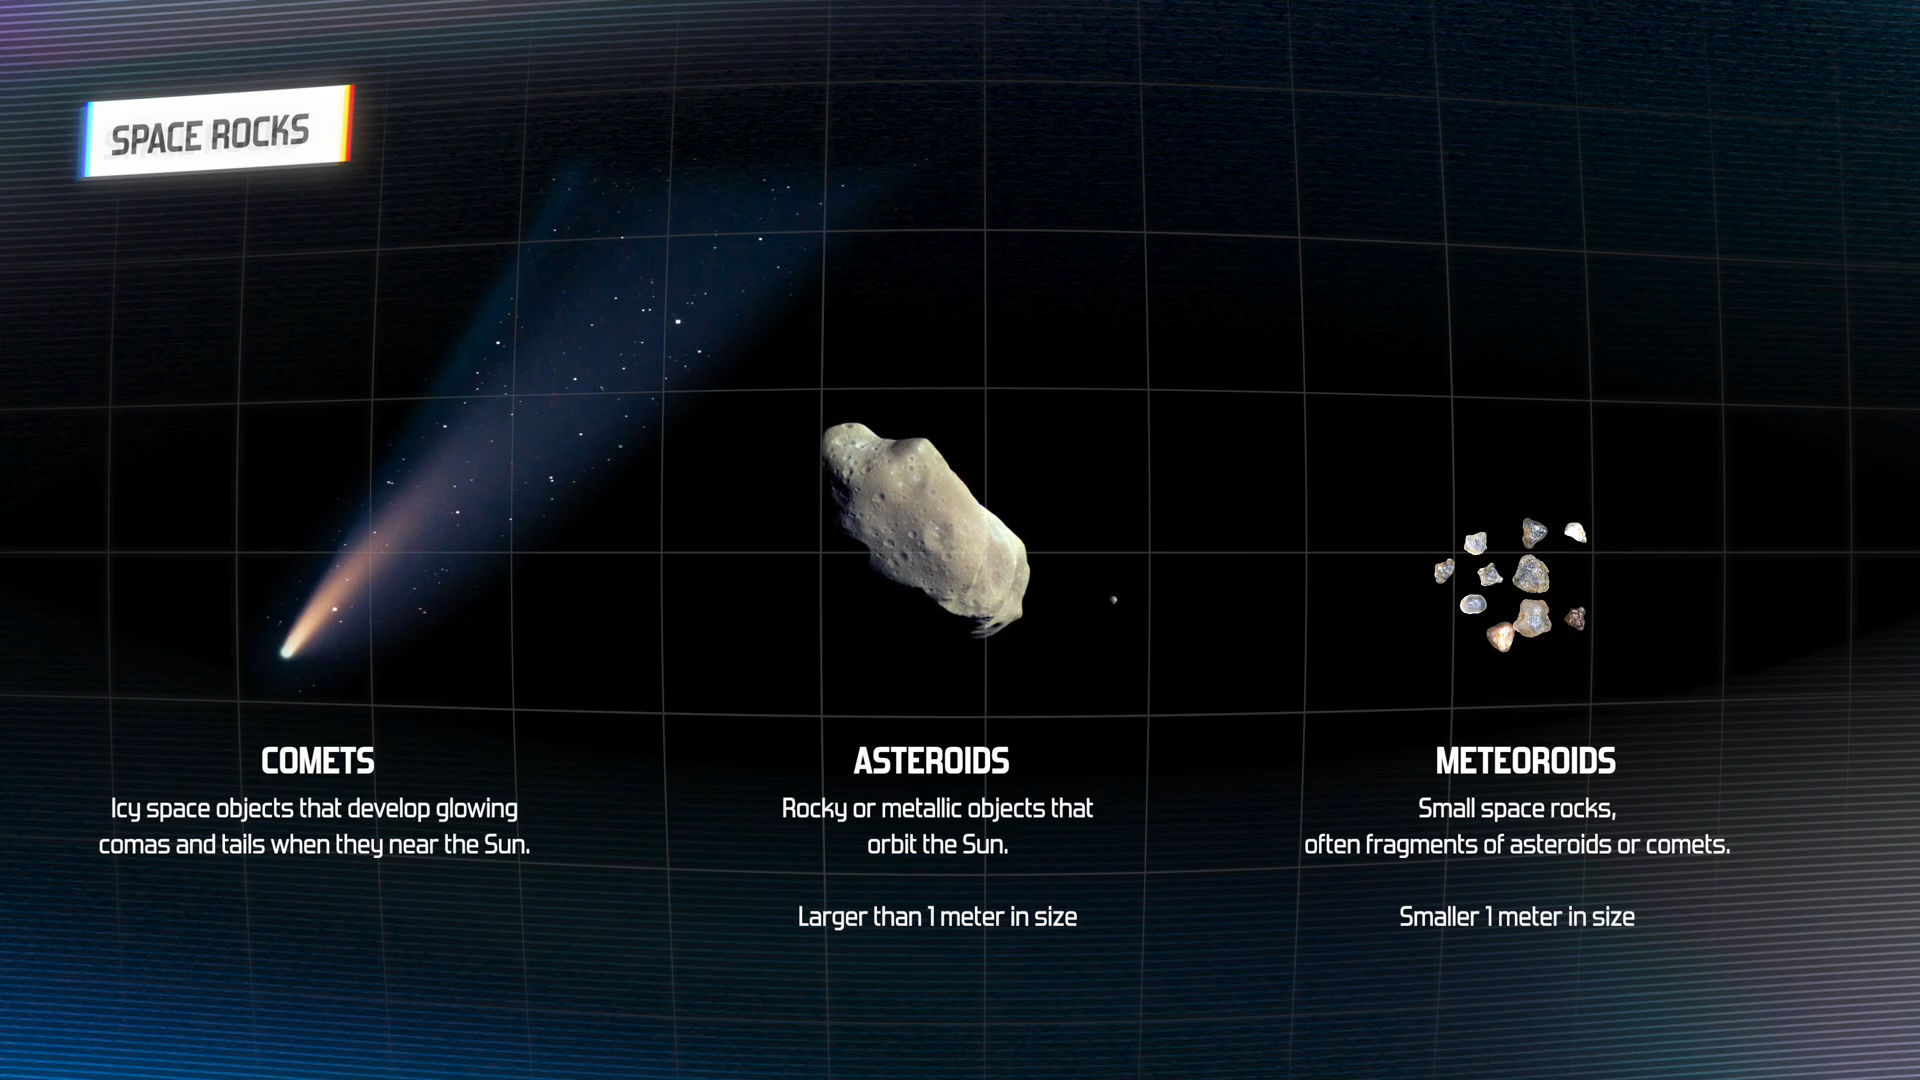 SPACE ROCKS
COMETS
Icy space objects that develop glowing
comas and tails when they near the Sun.
ASTEROIDS
Rocky or metallic objects that
orbit the Sun.
Larger than 1 meter in size
METEOROIDS
Small space rocks,
often fragments of asteroids or comets.
Smaller 1 meter in size